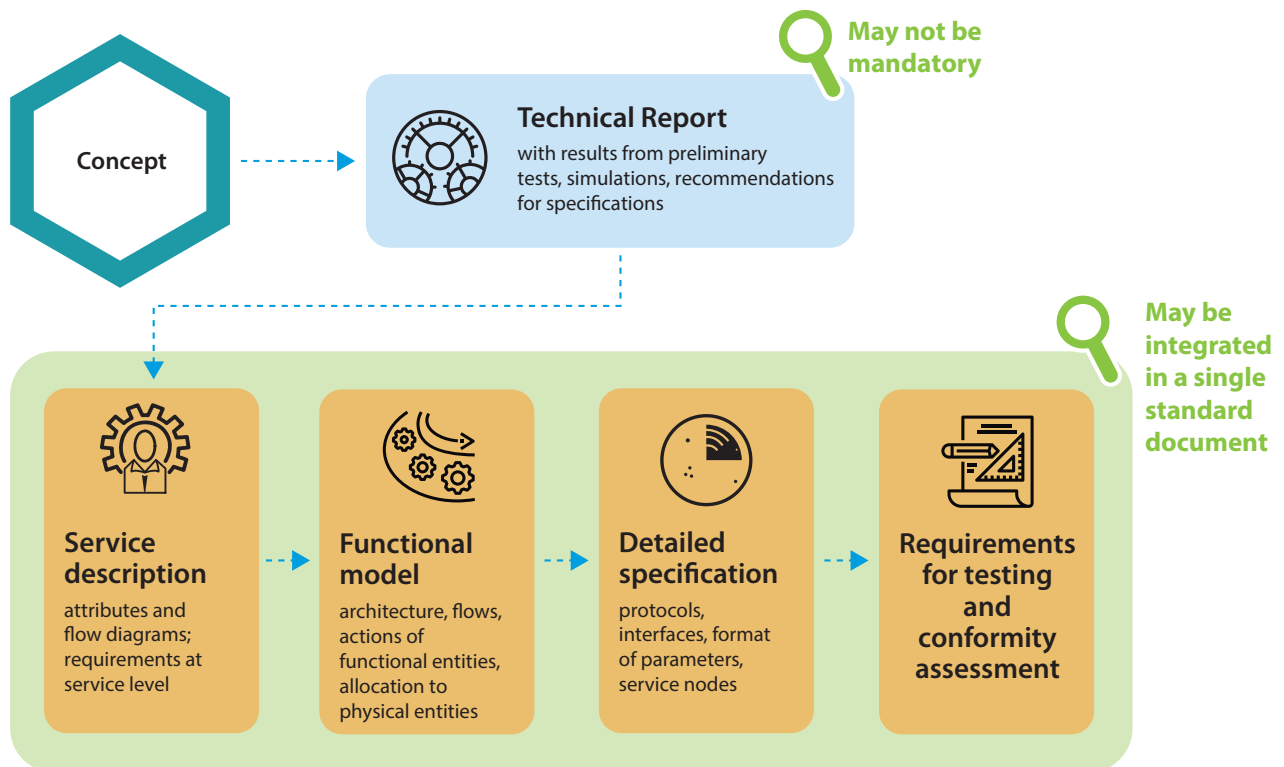 May not be
mandatory
Concept
Technical Report
with results from preliminary
tests, simulations, recommendations
for specifications
May be
integrated
in a single
standard
document
Service
description
attributes and
flow diagrams;
requirements at
service level
Functional
model
architecture, flows,
actions of
functional entities,
allocation to
physical entities
Detailed
specification
protocols,
interfaces, format
of parameters,
service nodes
Requirements
for testing
and
conformity
assessment